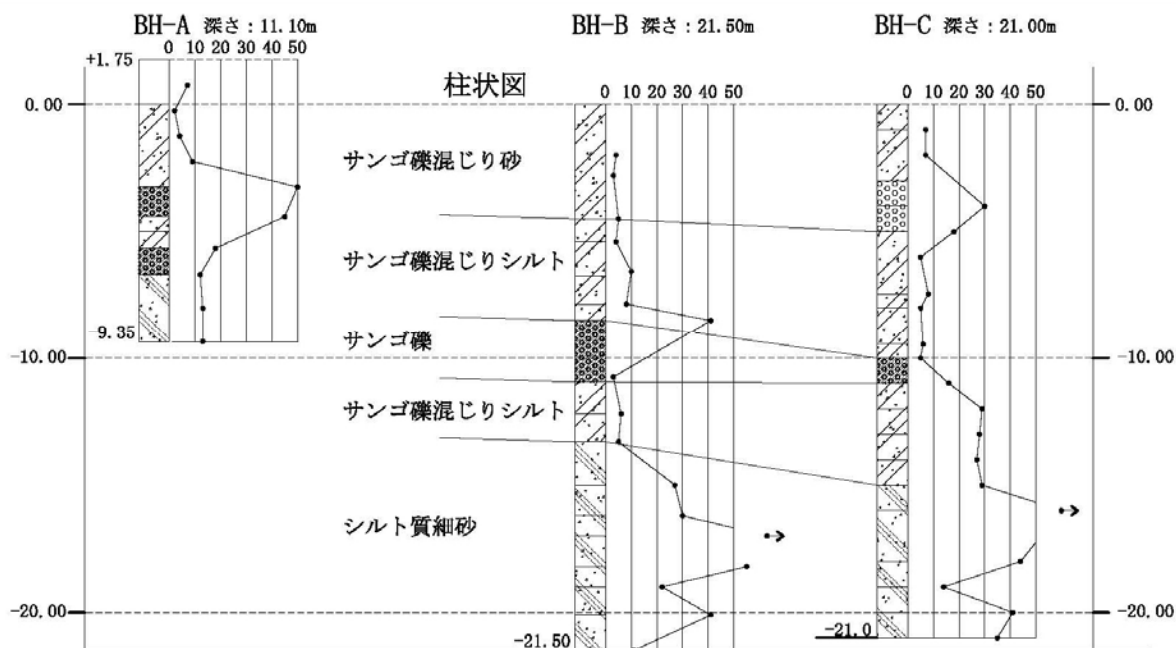 BH-A 深さ：11.10m
BH-B 深さ：21.50m
BH-C 深さ：21.00m
+1.75
0 10 20 30 40 50
柱状図
0 10 20 30 40 50
0 10 20 30 40 50
0.00
0.00
サンゴ礫混じり砂
サンゴ礫混じりシルト
-9.35
サンゴ礫
-10.00
-10.00
サンゴ礫混じりシルト
シルト質細砂
-20.00
-20.00
-21.50
-21.0